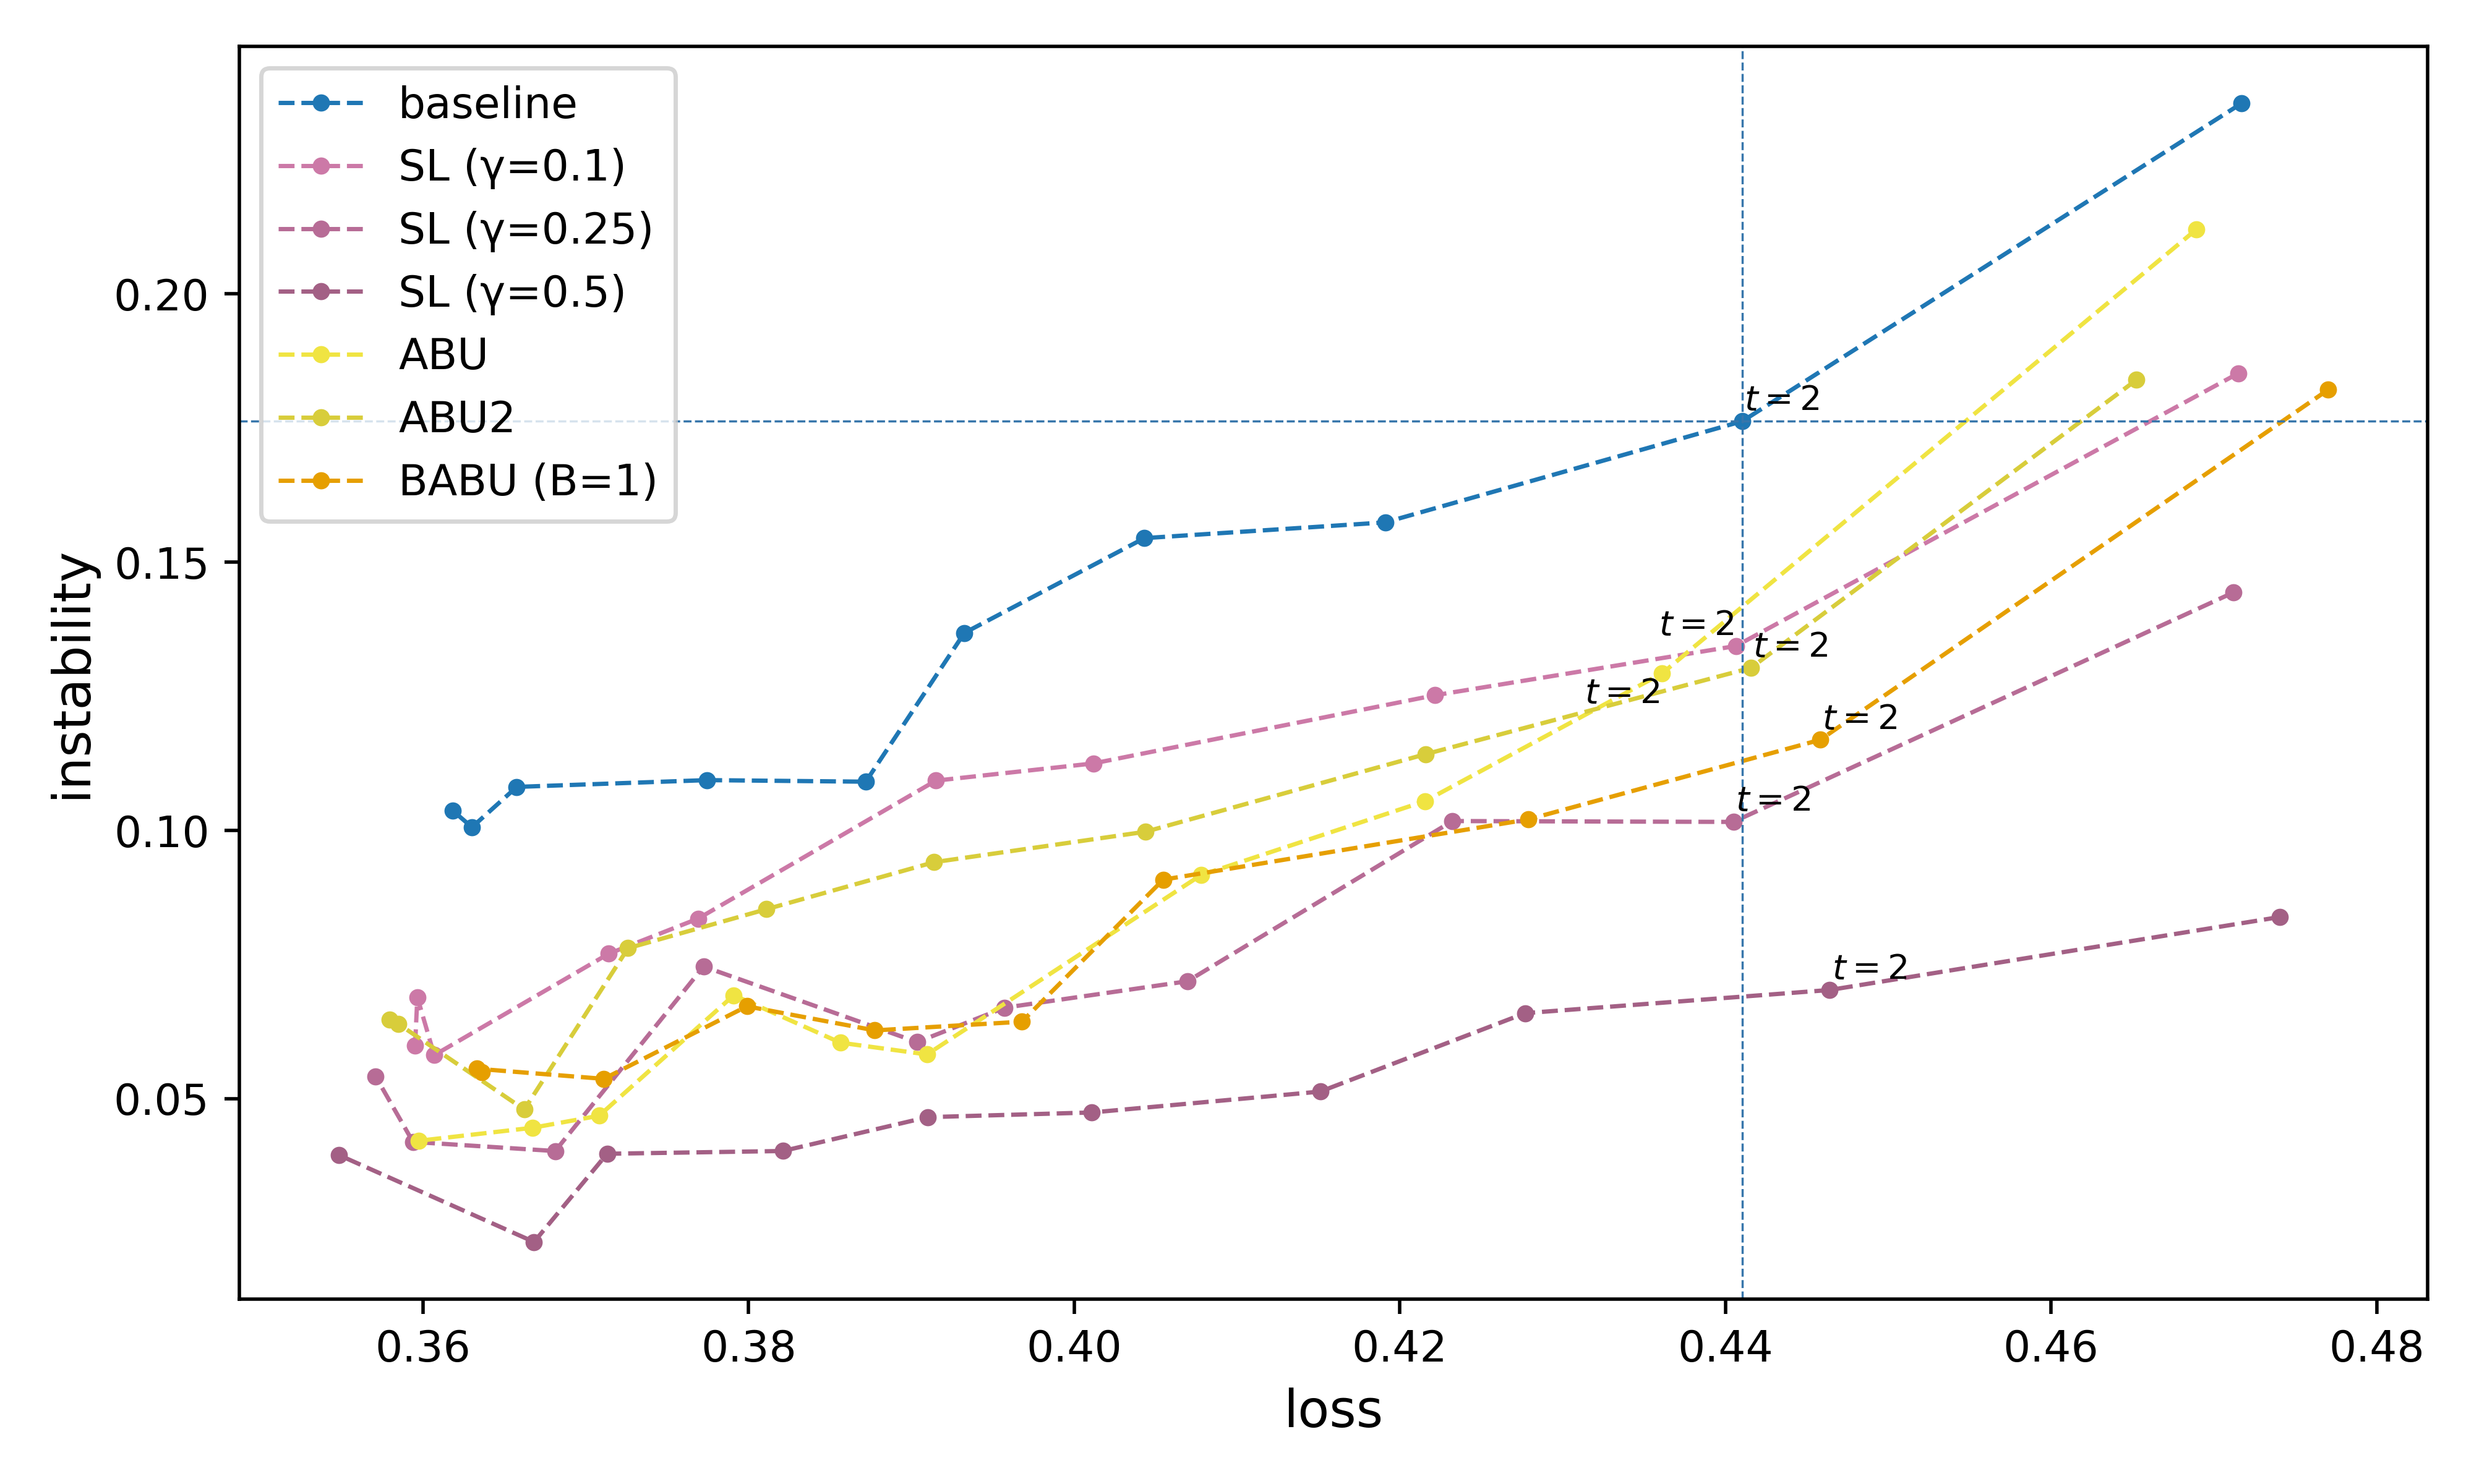 baseline
SL (γ=0.1)
SL (γ=0.25)
SL (γ=0.5)
ABU
ABU2
BABU (B=1)
t = 2
t = 2
t = 2
t = 2
t = 2
t = 2
t = 2
0.20
0.15
0.10
0.05
instability
0.36 0.38 0.40 0.42 0.44 0.46 0.48
loss